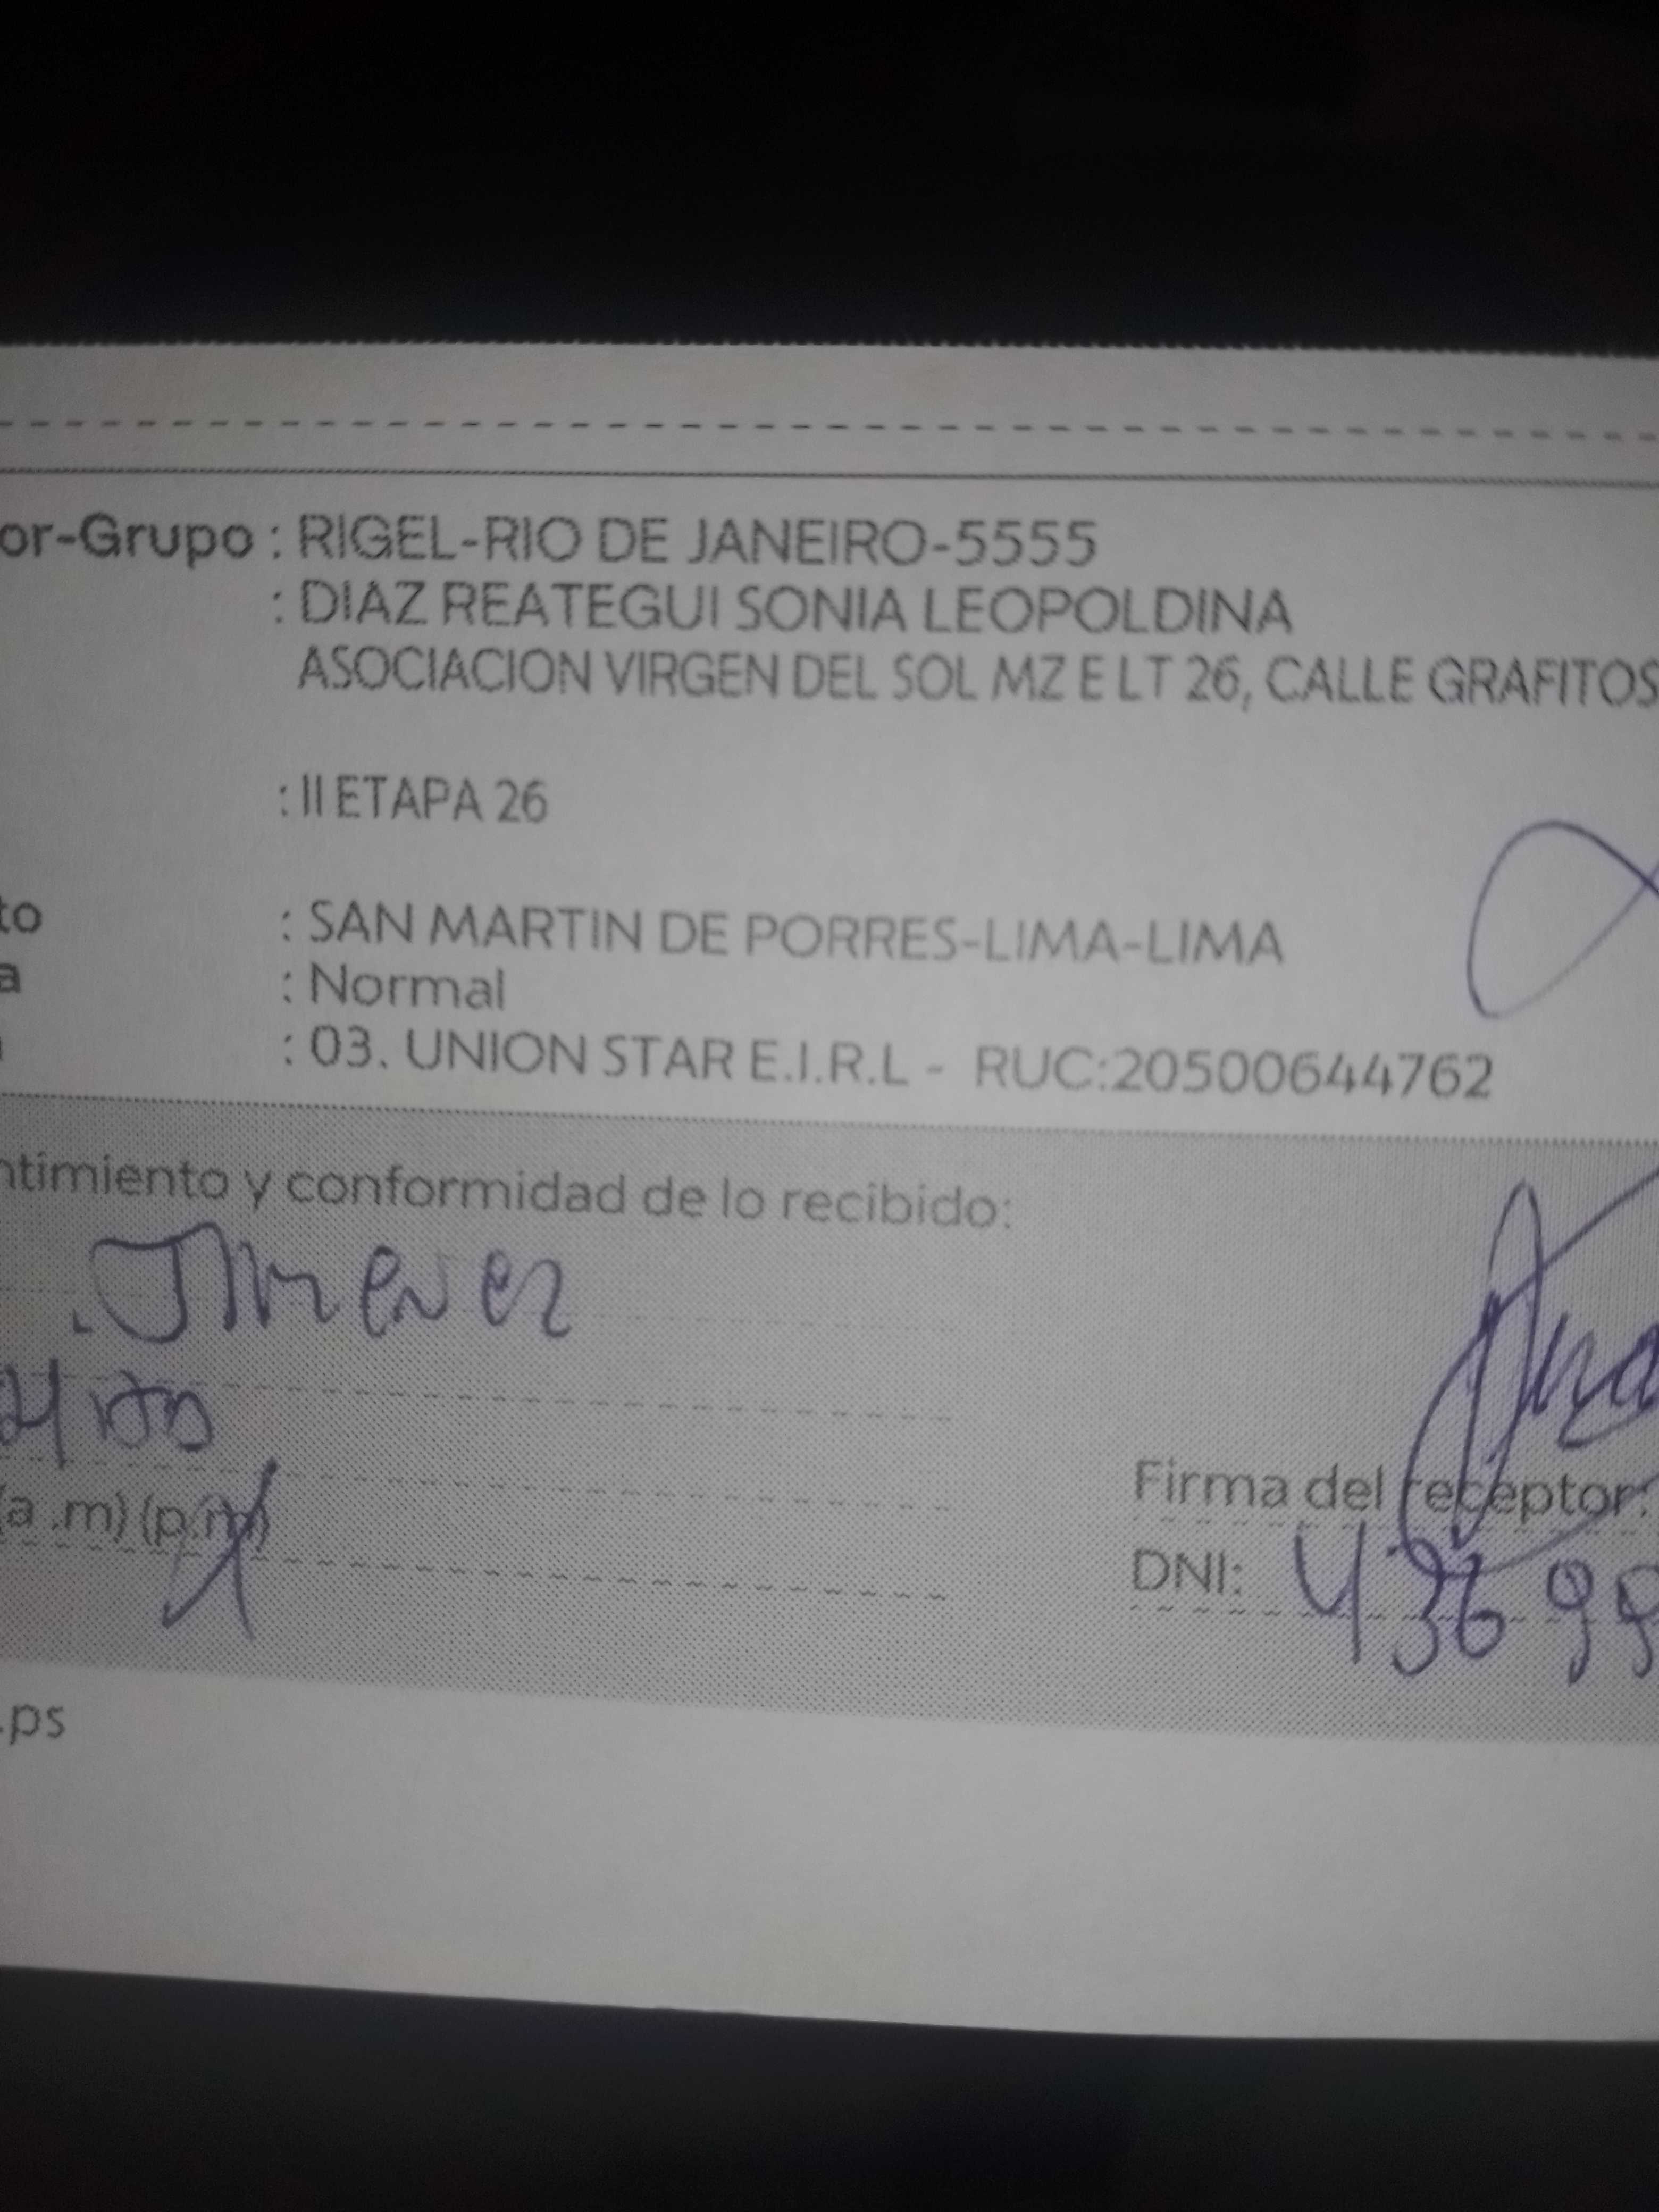 or-Grupo : RIGEL-RIO DE JANEIRO-5555
: DIAZ REATEGUI SONIA LEOPOLDINA
ASOCIACION VIRGEN DEL SOL MZ E LT 26, CALLE GRAFITOS
: II ETAPA 26
to : SAN MARTIN DE PORRES-LIMA-LIMA
a : Normal
: 03. UNION STAR E.I.R.L - RUC:20500644762
ntimiento y conformidad de lo recibido:
Jimenez
(a .m) (p.m)
Firma del receptor:
DNI: 43699
.ps